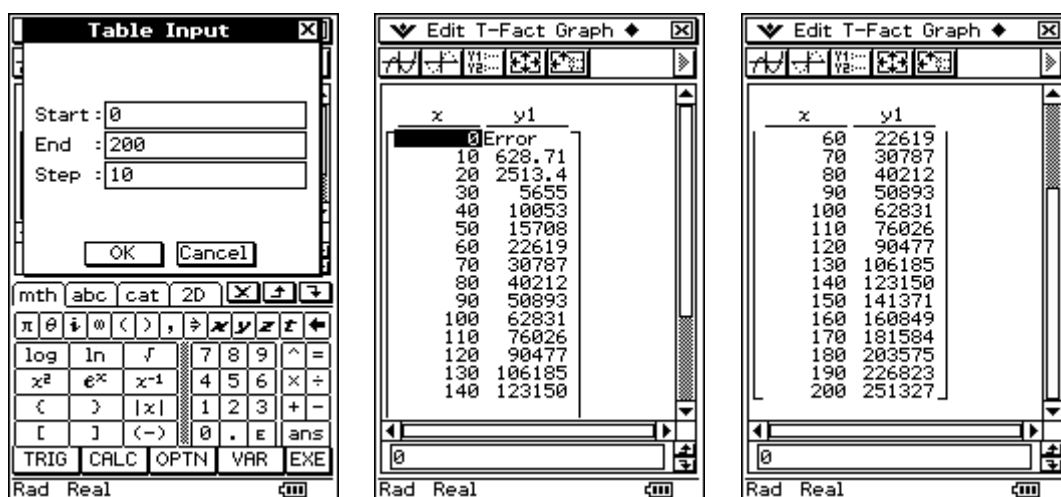 Table Input
Start : 0
End : 200
Step : 10
OK Cancel
mth abc cat 2D
π θ i ∞ ( ) , ⇒ x y z t ←
log ln √ 7 8 9 ^ =
x² eˣ x⁻¹ 4 5 6 × ÷
( ) |x| 1 2 3 + -
[ ] (-) 0 . E ans
TRIG CALC OPTN VAR EXE
Rad Real
Edit T-Fact Graph ◆
Y1: Y2:
x y1
0 Error
10 628.71
20 2513.4
30 5655
40 10053
50 15708
60 22619
70 30787
80 40212
90 50893
100 62831
110 76026
120 90477
130 106185
140 123150
0
Rad Real
Edit T-Fact Graph ◆
Y1: Y2:
x y1
60 22619
70 30787
80 40212
90 50893
100 62831
110 76026
120 90477
130 106185
140 123150
150 141371
160 160849
170 181584
180 203575
190 226823
200 251327
0
Rad Real